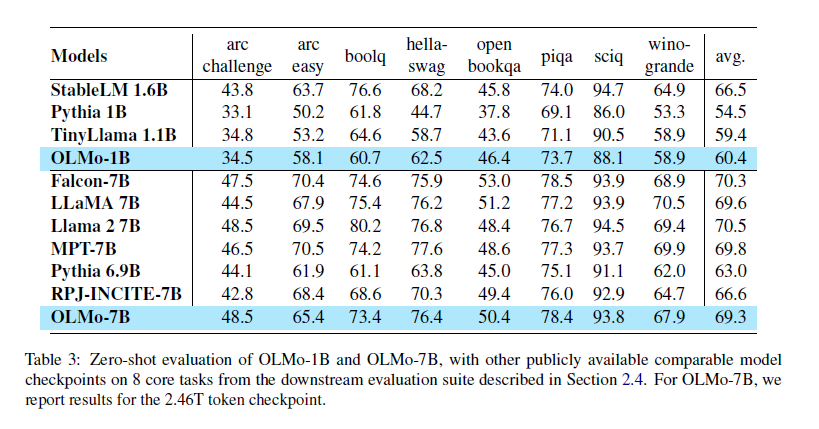 Models arc challenge arc easy boolq hella-swag open bookqa piqa sciq wino-grande avg.
StableLM 1.6B 43.8 63.7 76.6 68.2 45.8 74.0 94.7 64.9 66.5
Pythia 1B 33.1 50.2 61.8 44.7 37.8 69.1 86.0 53.3 54.5
TinyLlama 1.1B 34.8 53.2 64.6 58.7 43.6 71.1 90.5 58.9 59.4
OLMo-1B 34.5 58.1 60.7 62.5 46.4 73.7 88.1 58.9 60.4
Falcon-7B 47.5 70.4 74.6 75.9 53.0 78.5 93.9 68.9 70.3
LLaMA 7B 44.5 67.9 75.4 76.2 51.2 77.2 93.9 70.5 69.6
Llama 2 7B 48.5 69.5 80.2 76.8 48.4 76.7 94.5 69.4 70.5
MPT-7B 46.5 70.5 74.2 77.6 48.6 77.3 93.7 69.9 69.8
Pythia 6.9B 44.1 61.9 61.1 63.8 45.0 75.1 91.1 62.0 63.0
RPJ-INCITE-7B 42.8 68.4 68.6 70.3 49.4 76.0 92.9 64.7 66.6
OLMo-7B 48.5 65.4 73.4 76.4 50.4 78.4 93.8 67.9 69.3
Table 3: Zero-shot evaluation of OLMo-1B and OLMo-7B, with other publicly available comparable model
checkpoints on 8 core tasks from the downstream evaluation suite described in Section 2.4. For OLMo-7B, we
report results for the 2.46T token checkpoint.